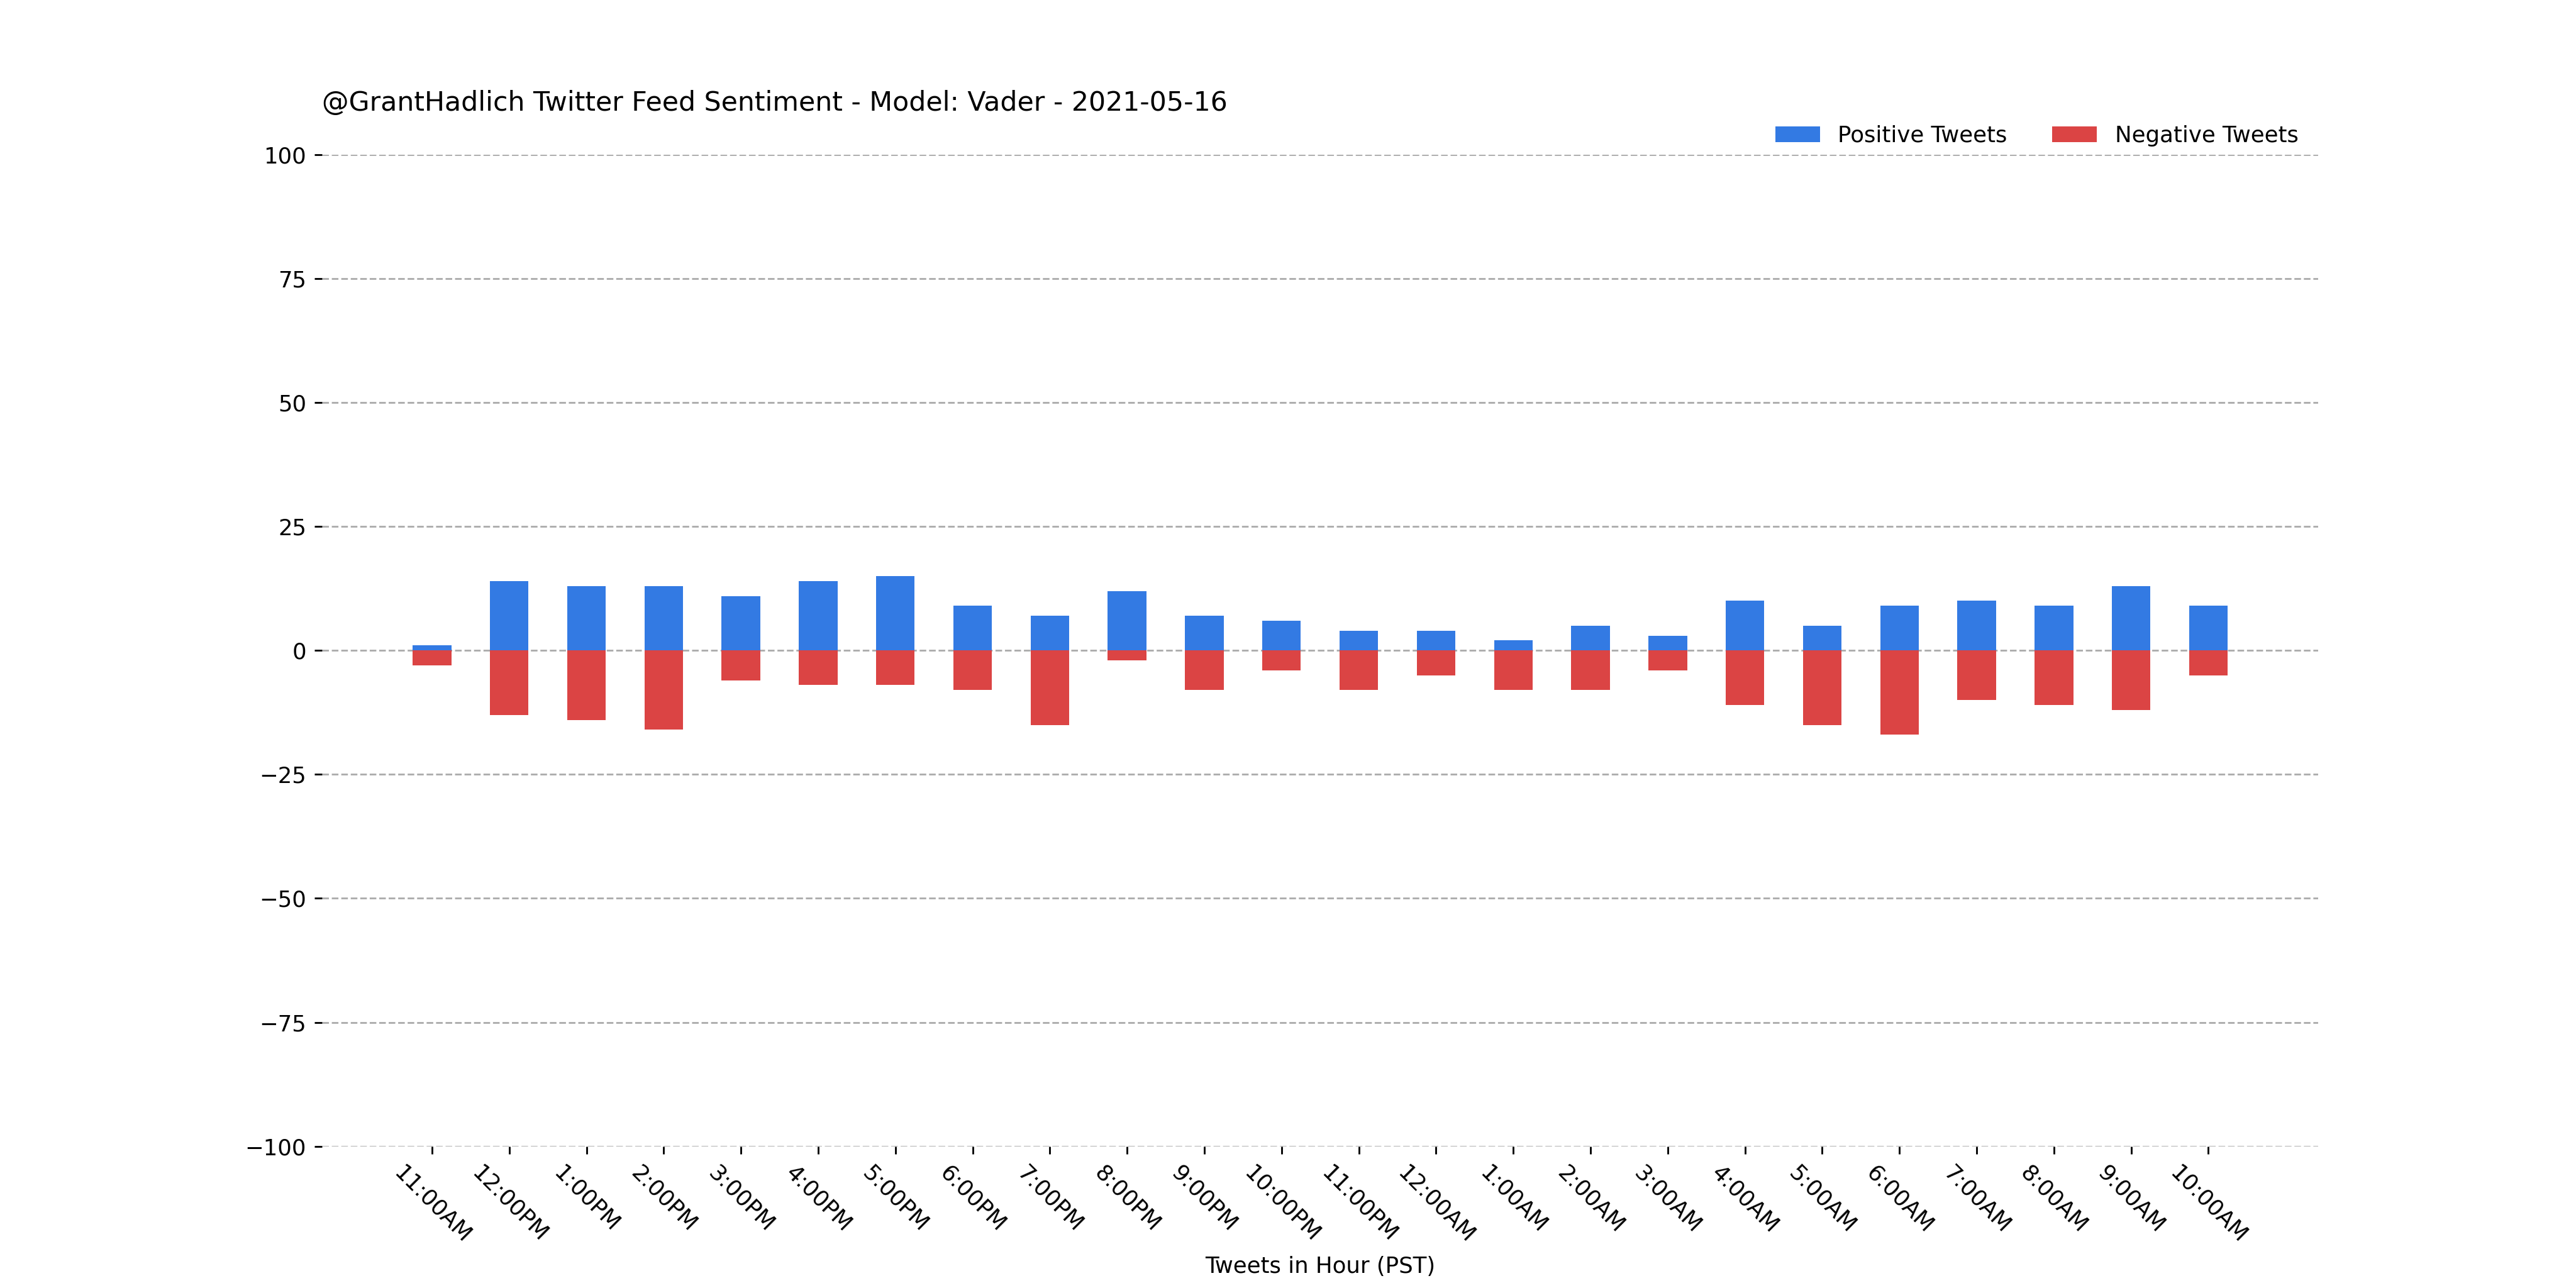 @GrantHadlich Twitter Feed Sentiment - Model: Vader - 2021-05-16
Positive Tweets
Negative Tweets
100
75
50
25
0
−25
−50
−75
−100
11:00AM
12:00PM
1:00PM
2:00PM
3:00PM
4:00PM
5:00PM
6:00PM
7:00PM
8:00PM
9:00PM
10:00PM
11:00PM
12:00AM
1:00AM
2:00AM
3:00AM
4:00AM
5:00AM
6:00AM
7:00AM
8:00AM
9:00AM
10:00AM
Tweets in Hour (PST)